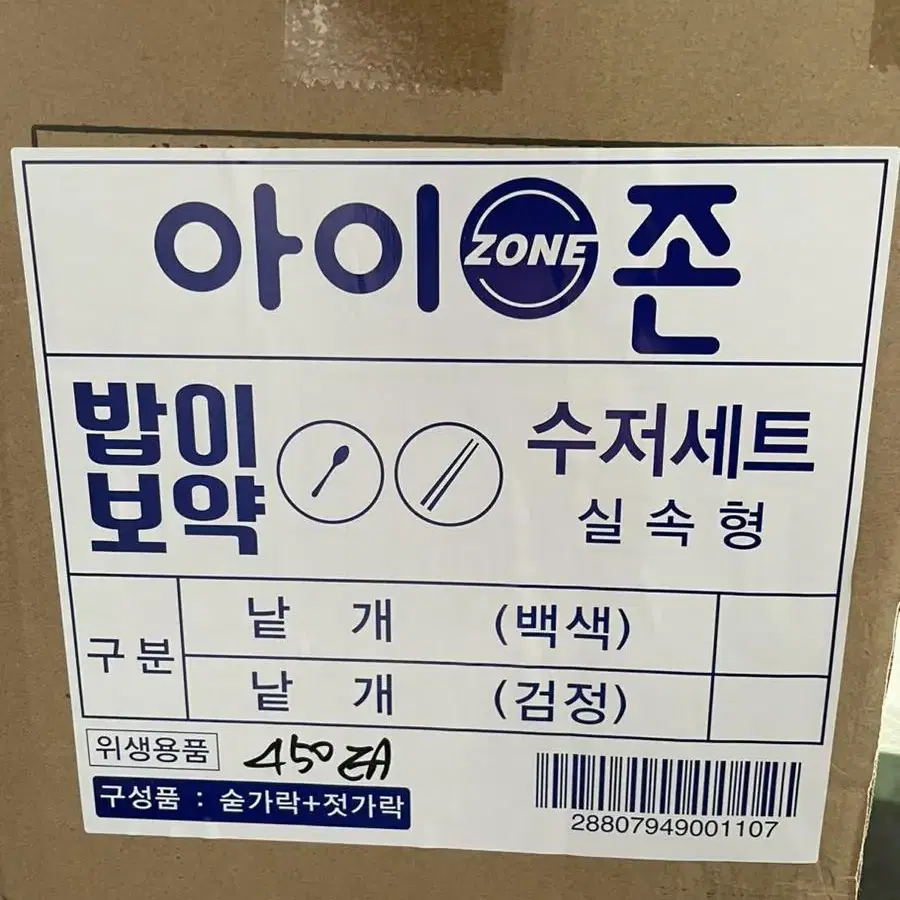 아이 ZONE 존
밥이
보약
수저세트
실속형
구분
낱 개 (백색)
낱 개 (검정)
위생용품
450 EA
구성품 : 숟가락+젓가락
28807949001107